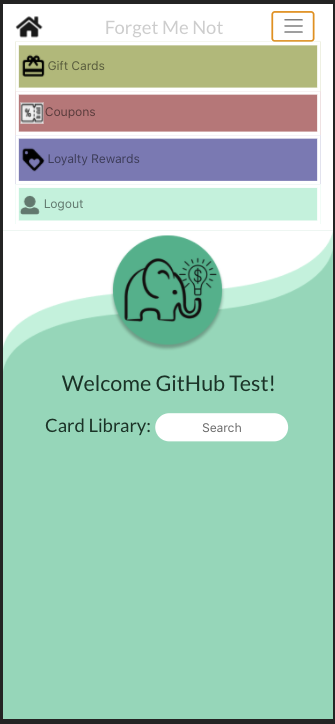 Forget Me Not
Gift Cards
%
Coupons
Loyalty Rewards
Logout
$
Welcome GitHub Test!
Card Library: Search